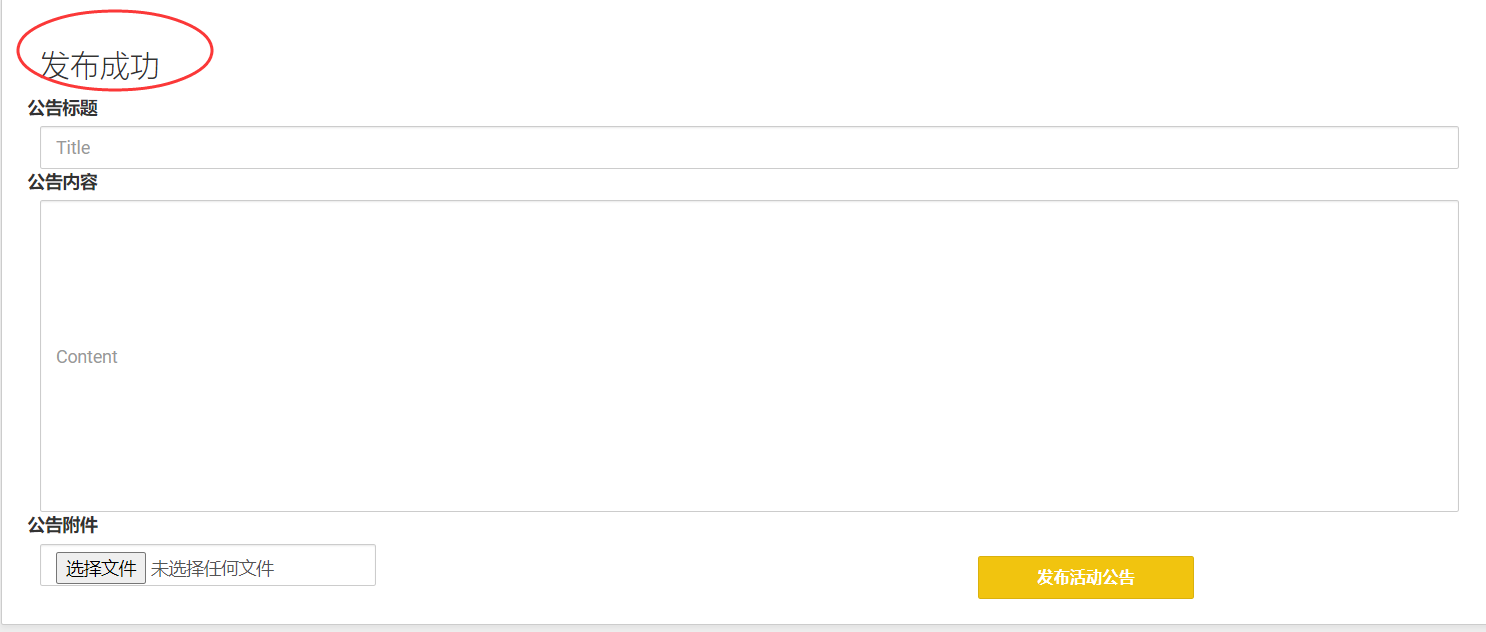 发布成功
公告标题
Title
公告内容
Content
公告附件
选择文件 未选择任何文件
发布活动公告